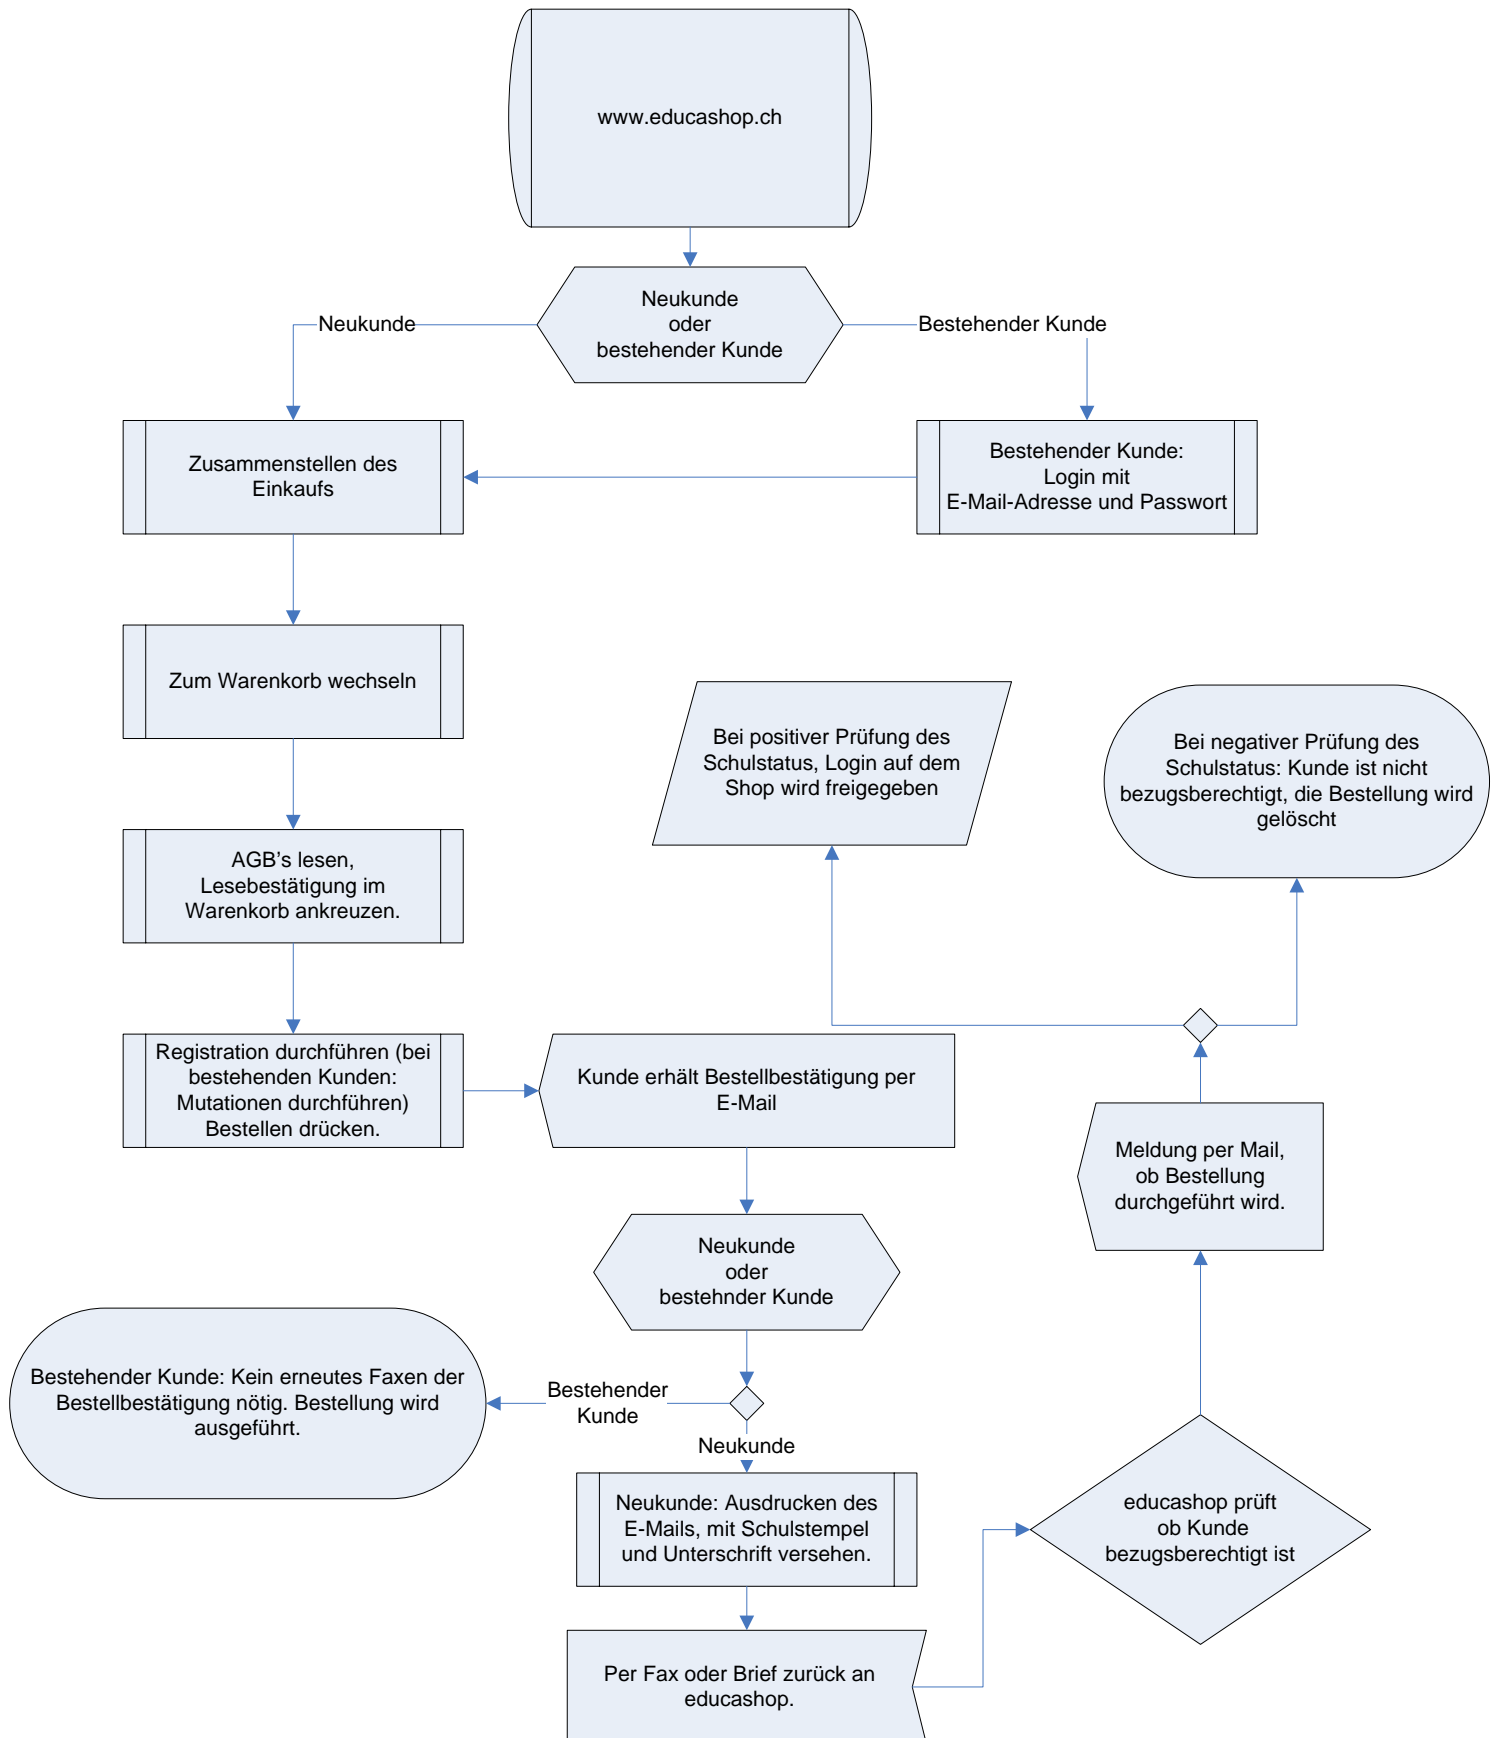 www.educashop.ch
Neukunde
oder
bestehender Kunde
Neukunde
Bestehender Kunde
Zusammenstellen des
Einkaufs
Bestehender Kunde:
Login mit
E-Mail-Adresse und Passwort
Zum Warenkorb wechseln
Bei positiver Prüfung des
Schulstatus, Login auf dem
Shop wird freigegeben
Bei negativer Prüfung des
Schulstatus: Kunde ist nicht
bezugsberechtigt, die Bestellung wird
gelöscht
AGB's lesen,
Lesebestätigung im
Warenkorb ankreuzen.
Registration durchführen (bei
bestehenden Kunden:
Mutationen durchführen)
Bestellen drücken.
Kunde erhält Bestellbestätigung per
E-Mail
Meldung per Mail,
ob Bestellung
durchgeführt wird.
Neukunde
oder
bestehnder Kunde
Bestehender Kunde: Kein erneutes Faxen der
Bestellbestätigung nötig. Bestellung wird
ausgeführt.
Bestehender
Kunde
Neukunde
Neukunde: Ausdrucken des
E-Mails, mit Schulstempel
und Unterschrift versehen.
educashop prüft
ob Kunde
bezugsberechtigt ist
Per Fax oder Brief zurück an
educashop.